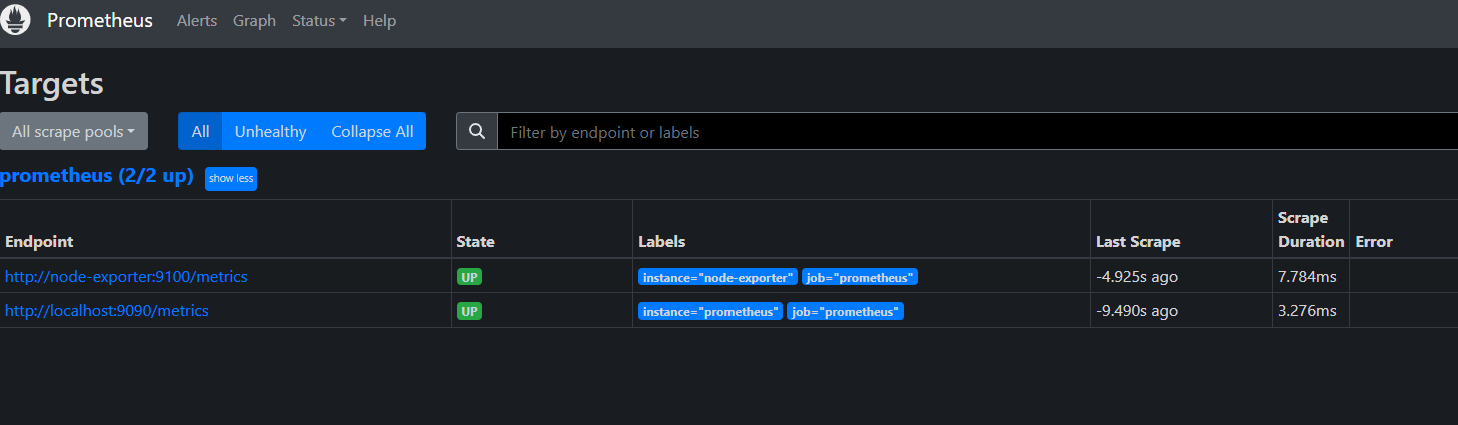 Prometheus Alerts Graph Status Help
Targets
All scrape pools All Unhealthy Collapse All Filter by endpoint or labels
prometheus (2/2 up) show less
Endpoint State Labels Last Scrape Scrape Duration Error
http://node-exporter:9100/metrics UP instance="node-exporter" job="prometheus" -4.925s ago 7.784ms
http://localhost:9090/metrics UP instance="prometheus" job="prometheus" -9.490s ago 3.276ms